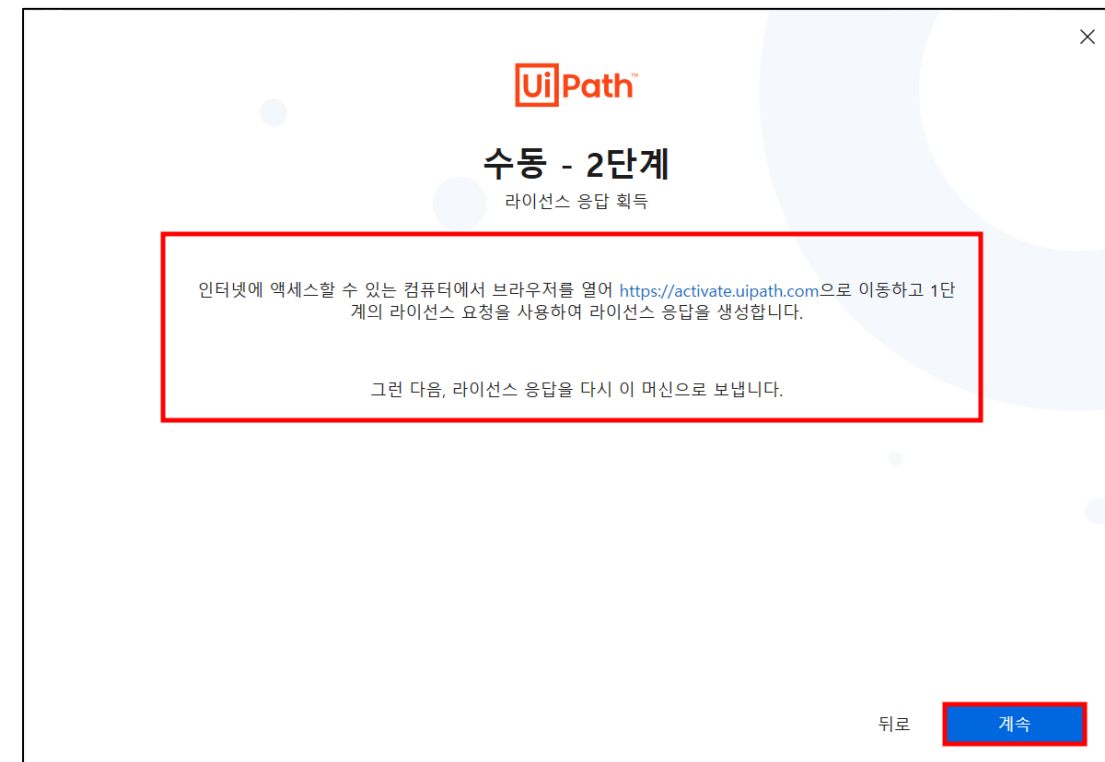 UiPath™
수동 - 2단계
라이선스 응답 획득
인터넷에 액세스할 수 있는 컴퓨터에서 브라우저를 열어 https://activate.uipath.com으로 이동하고 1단
계의 라이선스 요청을 사용하여 라이선스 응답을 생성합니다.
그런 다음, 라이선스 응답을 다시 이 머신으로 보냅니다.
뒤로
계속